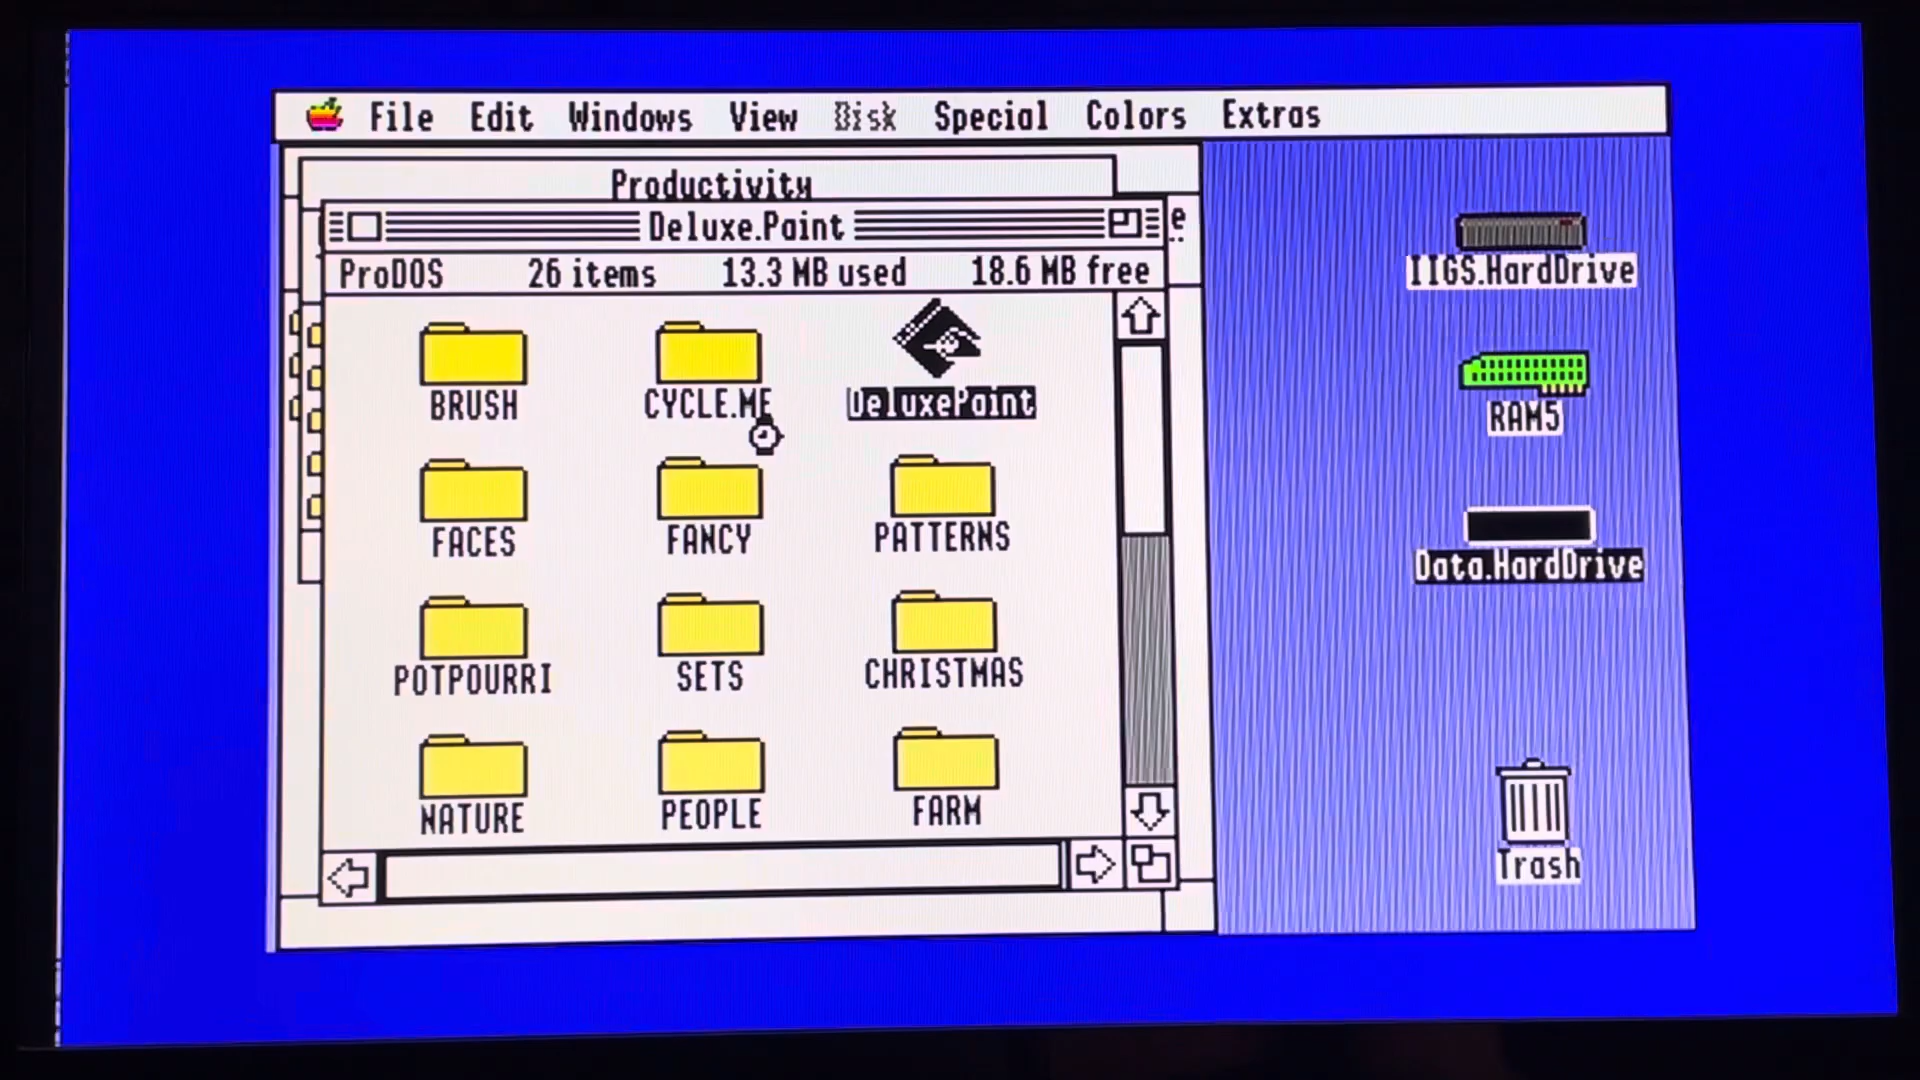 File Edit Windows View Disk Special Colors Extras
Productivity
Deluxe.Paint
e
ProDOS 26 items 13.3 MB used 18.6 MB free
BRUSH CYCLE.ME DeluxePaint
FACES FANCY PATTERNS
POTPOURRI SETS CHRISTMAS
NATURE PEOPLE FARM
IIGS.HardDrive
RAM5
Data.HardDrive
Trash